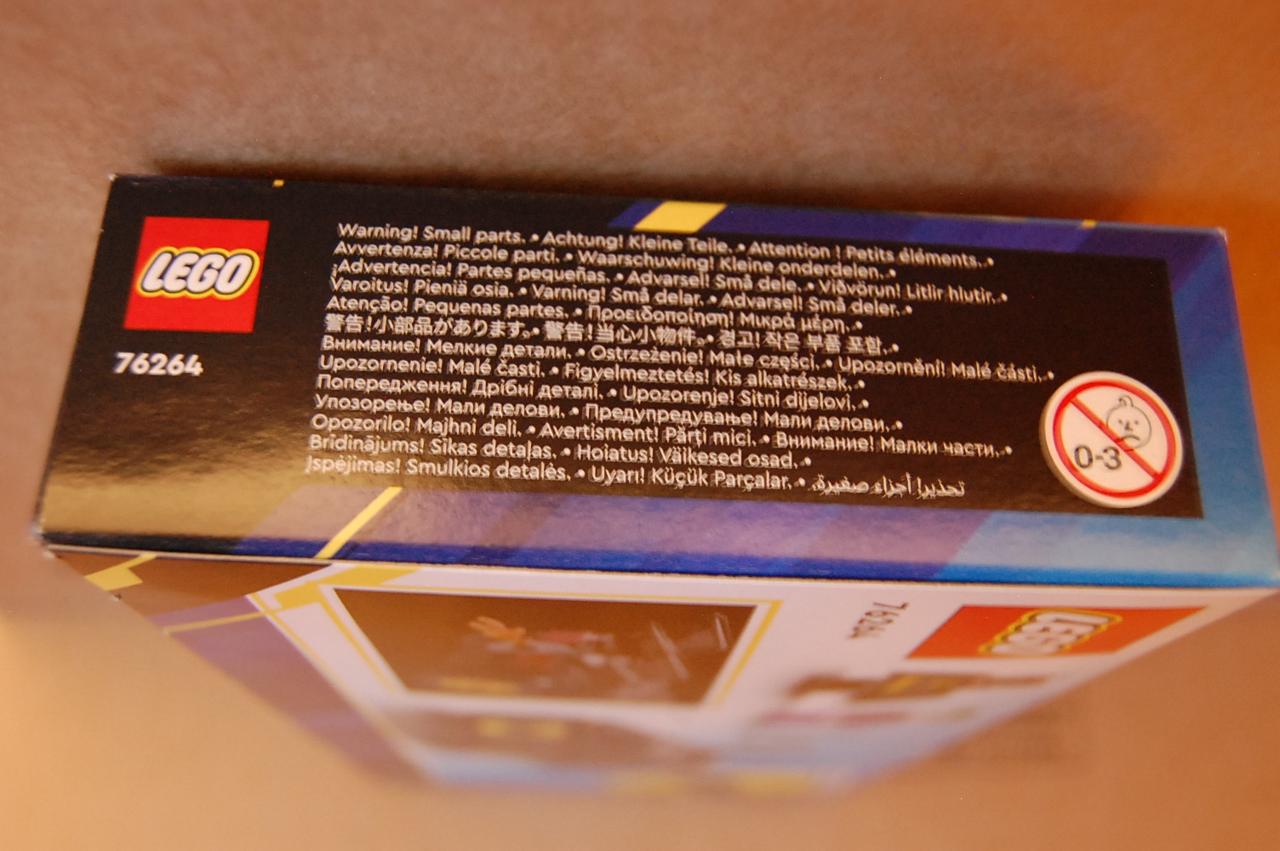 LEGO
76264
Warning! Small parts. • Achtung! Kleine Teile. • Attention ! Petits éléments. •
Avvertenza! Piccole parti. • Waarschuwing! Kleine onderdelen. •
¡Advertencia! Partes pequeñas. • Advarsel! Små dele. • Viðvörun! Litlir hlutir. •
Varoitus! Pieniä osia. • Varning! Små delar. • Advarsel! Små deler. •
Atenção! Pequenas partes. • Προειδοποίηση! Μικρά μέρη. •
警告！小部品があります。• 警告！当心小物件。• 경고! 작은 부품 포함. •
Внимание! Мелкие детали. • Ostrzeżenie! Małe części. • Upozornění! Malé části. •
Upozornenie! Malé časti. • Figyelmeztetés! Kis alkatrészek. •
Попередження! Дрібні деталі. • Upozorenje! Sitni dijelovi. •
Упозорење! Мали делови. • Предупредување! Мали делови. •
Opozorilo! Majhni deli. • Avertisment! Părți mici. • Внимание! Малки части. •
Brīdinājums! Sīkas detaļas. • Hoiatus! Väikesed osad. •
Įspėjimas! Smulkios detalės. • Uyarı! Küçük Parçalar. • تحذير! أجزاء صغيرة.
0-3
76264
LEGO